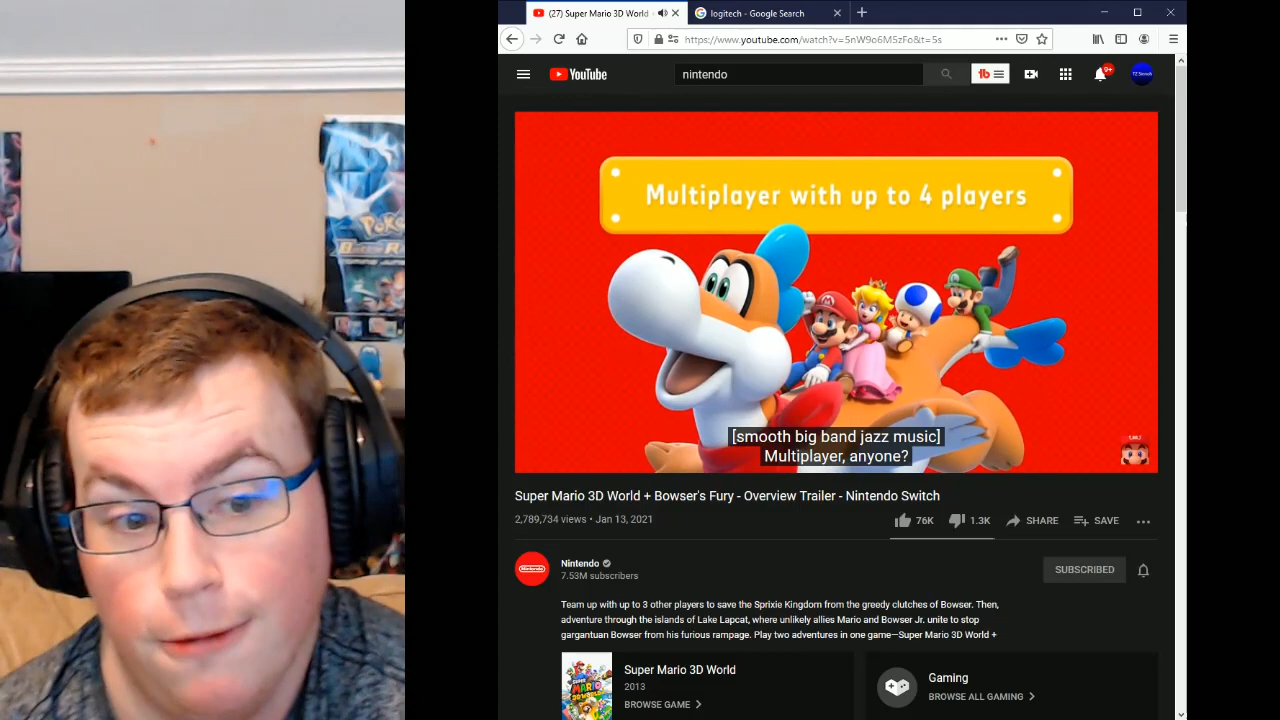 (27) Super Mario 3D World
logitech - Google Search
https://www.youtube.com/watch?v=5nW9o6M5zFo&t=5s
YouTube
nintendo
9+
Multiplayer with up to 4 players
[smooth big band jazz music]
Multiplayer, anyone?
Super Mario 3D World + Bowser's Fury - Overview Trailer - Nintendo Switch
2,789,734 views • Jan 13, 2021
76K
1.3K
SHARE
SAVE
Nintendo
7.53M subscribers
SUBSCRIBED
Team up with up to 3 other players to save the Sprixie Kingdom from the greedy clutches of Bowser. Then,
adventure through the islands of Lake Lapcat, where unlikely allies Mario and Bowser Jr. unite to stop
gargantuan Bowser from his furious rampage. Play two adventures in one game—Super Mario 3D World +
Super Mario 3D World
2013
BROWSE GAME
Gaming
BROWSE ALL GAMING